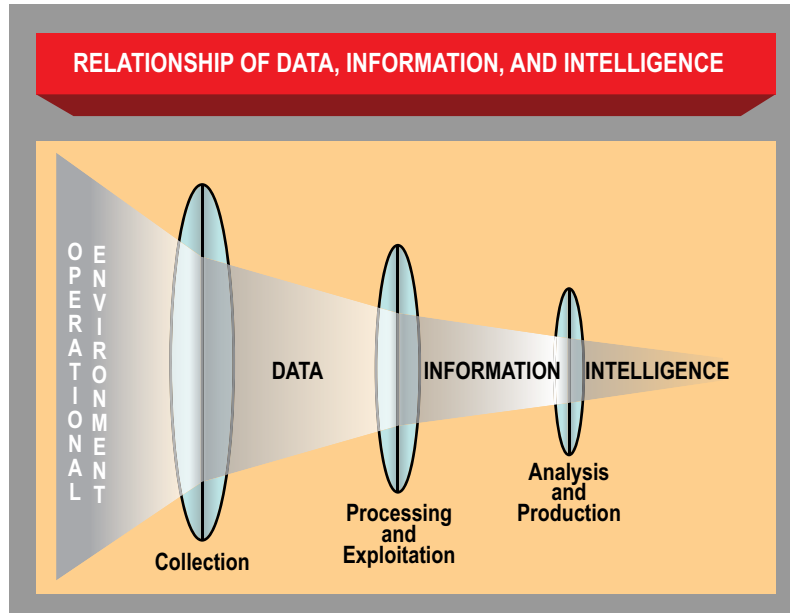 RELATIONSHIP OF DATA, INFORMATION, AND INTELLIGENCE
OPERATIONAL
ENVIRONMENT
DATA
INFORMATION
INTELLIGENCE
Collection
Processing
and
Exploitation
Analysis
and
Production